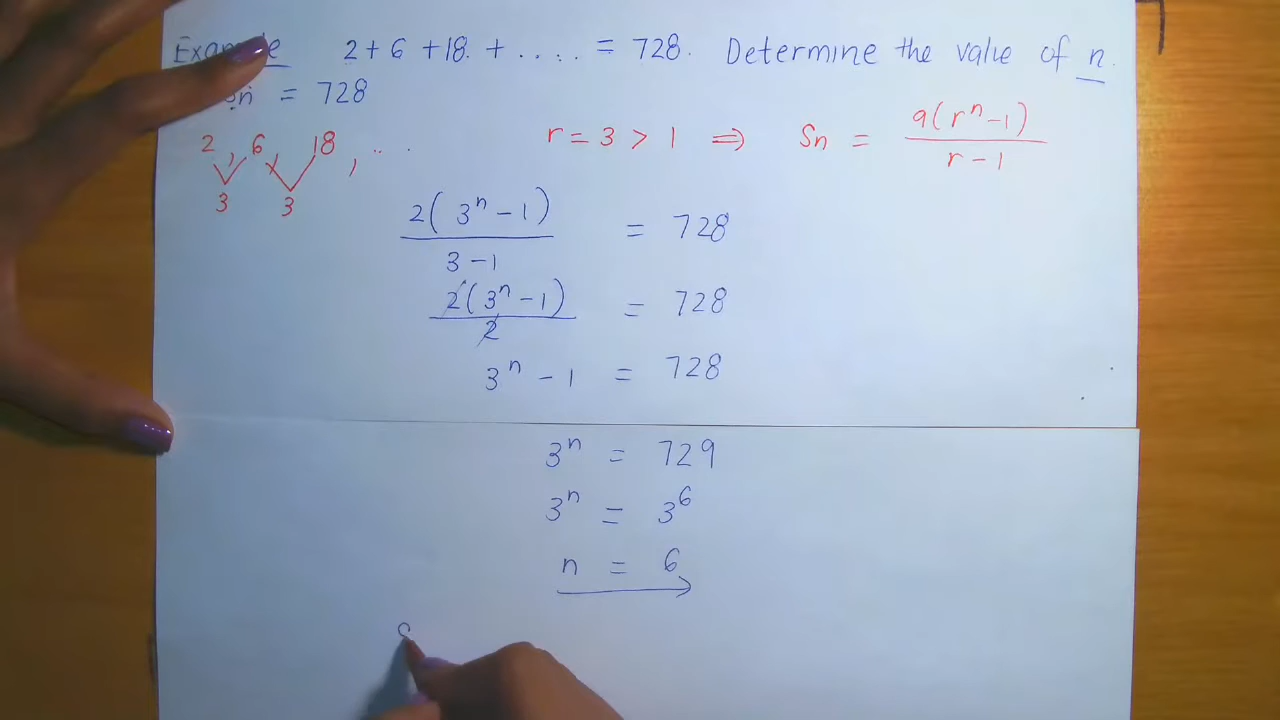 Example 2 + 6 + 18. + ..... = 728. Determine the value of n.
Sn = 728
2, 6, 18, ...
3 3
r = 3 > 1 ⇒ Sn = a(r^n - 1) / r - 1
2(3^n - 1) / 3 - 1 = 728
2(3^n - 1) / 2 = 728
3^n - 1 = 728
3^n = 729
3^n = 3^6
n = 6